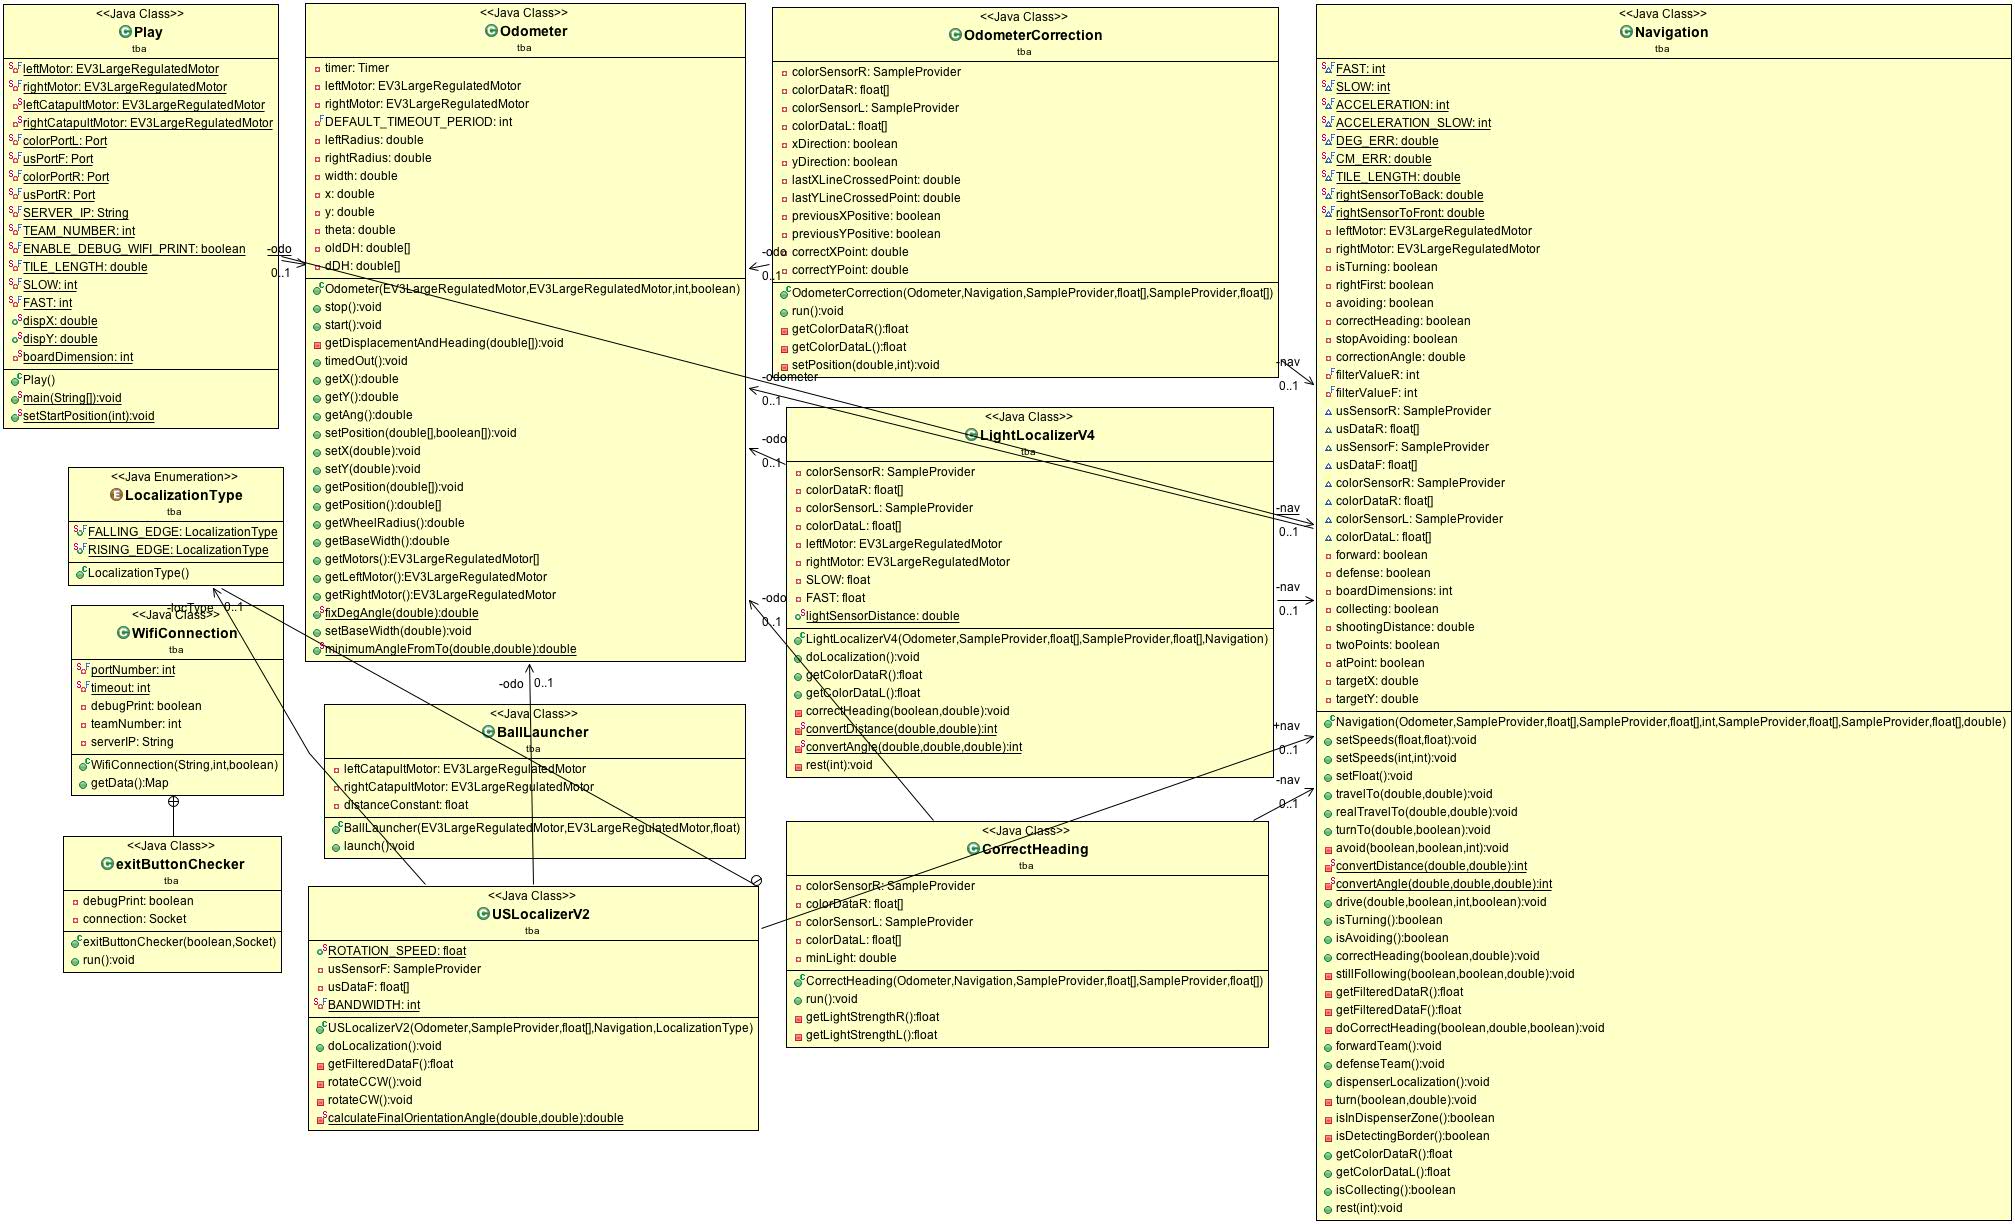 <<Java Class>>
Play
tba
leftMotor: EV3LargeRegulatedMotor
rightMotor: EV3LargeRegulatedMotor
leftCatapultMotor: EV3LargeRegulatedMotor
rightCatapultMotor: EV3LargeRegulatedMotor
colorPortL: Port
usPortF: Port
colorPortR: Port
usPortR: Port
SERVER_IP: String
TEAM_NUMBER: int
ENABLE_DEBUG_WIFI_PRINT: boolean
TILE_LENGTH: double
SLOW: int
FAST: int
dispX: double
dispY: double
boardDimension: int
Play()
main(String[]):void
setStartPosition(int):void
-odo
0..1
<<Java Class>>
Odometer
tba
timer: Timer
leftMotor: EV3LargeRegulatedMotor
rightMotor: EV3LargeRegulatedMotor
DEFAULT_TIMEOUT_PERIOD: int
leftRadius: double
rightRadius: double
width: double
x: double
y: double
theta: double
oldDH: double[]
dDH: double[]
Odometer(EV3LargeRegulatedMotor,EV3LargeRegulatedMotor,int,boolean)
stop():void
start():void
getDisplacementAndHeading(double[]):void
timedOut():void
getX():double
getY():double
getAng():double
setPosition(double[],boolean[]):void
setX(double):void
setY(double):void
getPosition(double[]):void
getPosition():double[]
getWheelRadius():double
getBaseWidth():double
getMotors():EV3LargeRegulatedMotor[]
getLeftMotor():EV3LargeRegulatedMotor
getRightMotor():EV3LargeRegulatedMotor
fixDegAngle(double):double
setBaseWidth(double):void
minimumAngleFromTo(double,double):double
-odo
0..1
<<Java Class>>
OdometerCorrection
tba
colorSensorR: SampleProvider
colorDataR: float[]
colorSensorL: SampleProvider
colorDataL: float[]
xDirection: boolean
yDirection: boolean
lastXLineCrossedPoint: double
lastYLineCrossedPoint: double
previousXPositive: boolean
previousYPositive: boolean
correctXPoint: double
correctYPoint: double
OdometerCorrection(Odometer,Navigation,SampleProvider,float[],SampleProvider,float[])
run():void
getColorDataR():float
getColorDataL():float
setPosition(double,int):void
-odo
0..1
-nav
0..1
-odometer
0..1
<<Java Class>>
LightLocalizerV4
tba
colorSensorR: SampleProvider
colorDataR: float[]
colorSensorL: SampleProvider
colorDataL: float[]
leftMotor: EV3LargeRegulatedMotor
rightMotor: EV3LargeRegulatedMotor
SLOW: float
FAST: float
lightSensorDistance: double
LightLocalizerV4(Odometer,SampleProvider,float[],SampleProvider,float[],Navigation)
doLocalization():void
getColorDataR():float
getColorDataL():float
correctHeading(boolean,double):void
convertDistance(double,double):int
convertAngle(double,double,double):int
rest(int):void
-odo
0..1
-nav
0..1
-nav
0..1
-odo
0..1
+nav
0..1
-nav
0..1
<<Java Class>>
CorrectHeading
tba
colorSensorR: SampleProvider
colorDataR: float[]
colorSensorL: SampleProvider
colorDataL: float[]
minLight: double
CorrectHeading(Odometer,Navigation,SampleProvider,float[],SampleProvider,float[])
run():void
getLightStrengthR():float
getLightStrengthL():float
<<Java Class>>
Navigation
tba
FAST: int
SLOW: int
ACCELERATION: int
ACCELERATION_SLOW: int
DEG_ERR: double
CM_ERR: double
TILE_LENGTH: double
rightSensorToBack: double
rightSensorToFront: double
leftMotor: EV3LargeRegulatedMotor
rightMotor: EV3LargeRegulatedMotor
isTurning: boolean
rightFirst: boolean
avoiding: boolean
correctHeading: boolean
stopAvoiding: boolean
correctionAngle: double
filterValueR: int
filterValueF: int
usSensorR: SampleProvider
usDataR: float[]
usSensorF: SampleProvider
usDataF: float[]
colorSensorR: SampleProvider
colorDataR: float[]
colorSensorL: SampleProvider
colorDataL: float[]
forward: boolean
defense: boolean
boardDimensions: int
collecting: boolean
shootingDistance: double
twoPoints: boolean
atPoint: boolean
targetX: double
targetY: double
Navigation(Odometer,SampleProvider,float[],SampleProvider,float[],int,SampleProvider,float[],SampleProvider,float[],double)
setSpeeds(float,float):void
setSpeeds(int,int):void
setFloat():void
travelTo(double,double):void
realTravelTo(double,double):void
turnTo(double,boolean):void
avoid(boolean,boolean,int):void
convertDistance(double,double):int
convertAngle(double,double,double):int
drive(double,boolean,int,boolean):void
isTurning():boolean
isAvoiding():boolean
correctHeading(boolean,double):void
stillFollowing(boolean,boolean,double):void
getFilteredDataR():float
getFilteredDataF():float
doCorrectHeading(boolean,double,boolean):void
forwardTeam():void
defenseTeam():void
dispenserLocalization():void
turn(boolean,double):void
isInDispenserZone():boolean
isDetectingBorder():boolean
getColorDataR():float
getColorDataL():float
isCollecting():boolean
rest(int):void
<<Java Enumeration>>
LocalizationType
tba
FALLING_EDGE: LocalizationType
RISING_EDGE: LocalizationType
LocalizationType()
-locType
0..1
<<Java Class>>
WifiConnection
tba
portNumber: int
timeout: int
debugPrint: boolean
teamNumber: int
serverIP: String
WifiConnection(String,int,boolean)
getData():Map
<<Java Class>>
exitButtonChecker
tba
debugPrint: boolean
connection: Socket
exitButtonChecker(boolean,Socket)
run():void
<<Java Class>>
BallLauncher
tba
leftCatapultMotor: EV3LargeRegulatedMotor
rightCatapultMotor: EV3LargeRegulatedMotor
distanceConstant: float
BallLauncher(EV3LargeRegulatedMotor,EV3LargeRegulatedMotor,float)
launch():void
<<Java Class>>
USLocalizerV2
tba
ROTATION_SPEED: float
usSensorF: SampleProvider
usDataF: float[]
BANDWIDTH: int
USLocalizerV2(Odometer,SampleProvider,float[],Navigation,LocalizationType)
doLocalization():void
getFilteredDataF():float
rotateCCW():void
rotateCW():void
calculateFinalOrientationAngle(double,double):double